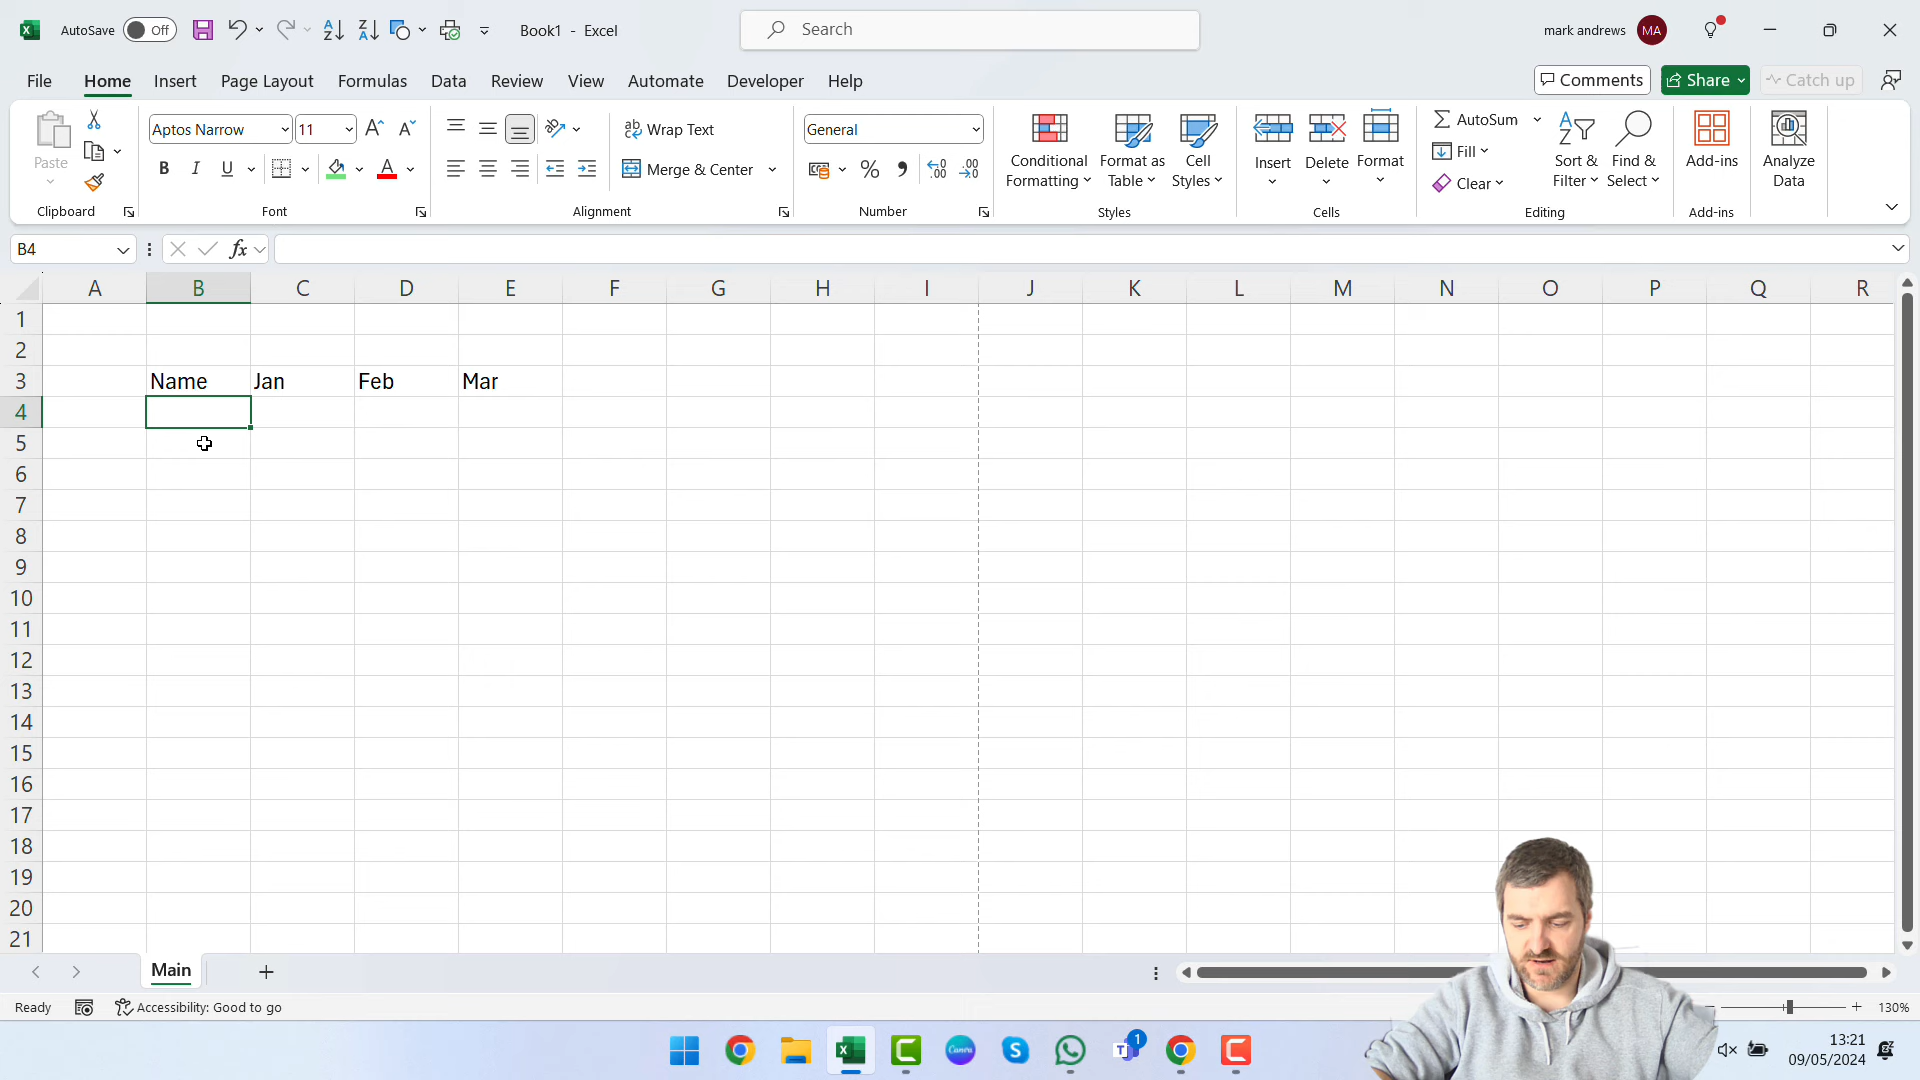 AutoSave Off Book1 - Excel Search mark andrews MA
File Home Insert Page Layout Formulas Data Review View Automate Developer Help Comments Share Catch up
Paste
Clipboard
Aptos Narrow 11
B I U
Font
Wrap Text
Merge & Center
Alignment
General
Number
Conditional Formatting
Format as Table
Cell Styles
Styles
Insert Delete Format
Cells
AutoSum
Fill
Clear
Sort & Filter
Find & Select
Editing
Add-ins
Add-ins
Analyze Data
B4 fx
A B C D E F G H I J K L M N O P Q R
1
2
3 Name Jan Feb Mar
4
5
6
7
8
9
10
11
12
13
14
15
16
17
18
19
20
21
Main
Ready Accessibility: Good to go 130%
Canva 1 13:21
09/05/2024